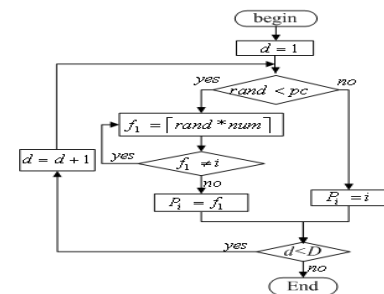 begin
d = 1
yes
rand < pc
no
f₁ = ⌈rand * num⌉
d = d + 1
yes
f₁ ≠ i
no
Pᵢ = f₁
Pᵢ = i
yes
d<D
no
End